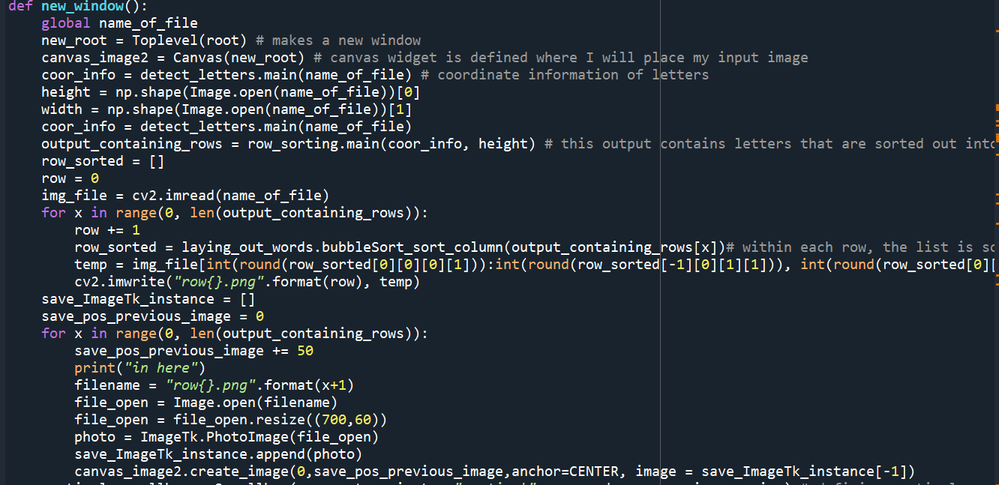 def new_window():
    global name_of_file
    new_root = Toplevel(root) # makes a new window
    canvas_image2 = Canvas(new_root) # canvas widget is defined where I will place my input image
    coor_info = detect_letters.main(name_of_file) # coordinate information of letters
    height = np.shape(Image.open(name_of_file))[0]
    width = np.shape(Image.open(name_of_file))[1]
    coor_info = detect_letters.main(name_of_file)
    output_containing_rows = row_sorting.main(coor_info, height) # this output contains letters that are sorted out
    row_sorted = []
    row = 0
    img_file = cv2.imread(name_of_file)
    for x in range(0, len(output_containing_rows)):
        row += 1
        row_sorted = laying_out_words.bubbleSort_sort_column(output_containing_rows[x])# within each row, the list is
        temp = img_file[int(round(row_sorted[0][0][0][1])):int(round(row_sorted[-1][0][1][1])), int(round(row_sorted[0][
        cv2.imwrite("row{}.png".format(row), temp)
    save_ImageTk_instance = []
    save_pos_previous_image = 0
    for x in range(0, len(output_containing_rows)):
        save_pos_previous_image += 50
        print("in here")
        filename = "row{}.png".format(x+1)
        file_open = Image.open(filename)
        file_open = file_open.resize((700,60))
        photo = ImageTk.PhotoImage(file_open)
        save_ImageTk_instance.append(photo)
        canvas_image2.create_image(0,save_pos_previous_image,anchor=CENTER, image = save_ImageTk_instance[-1])